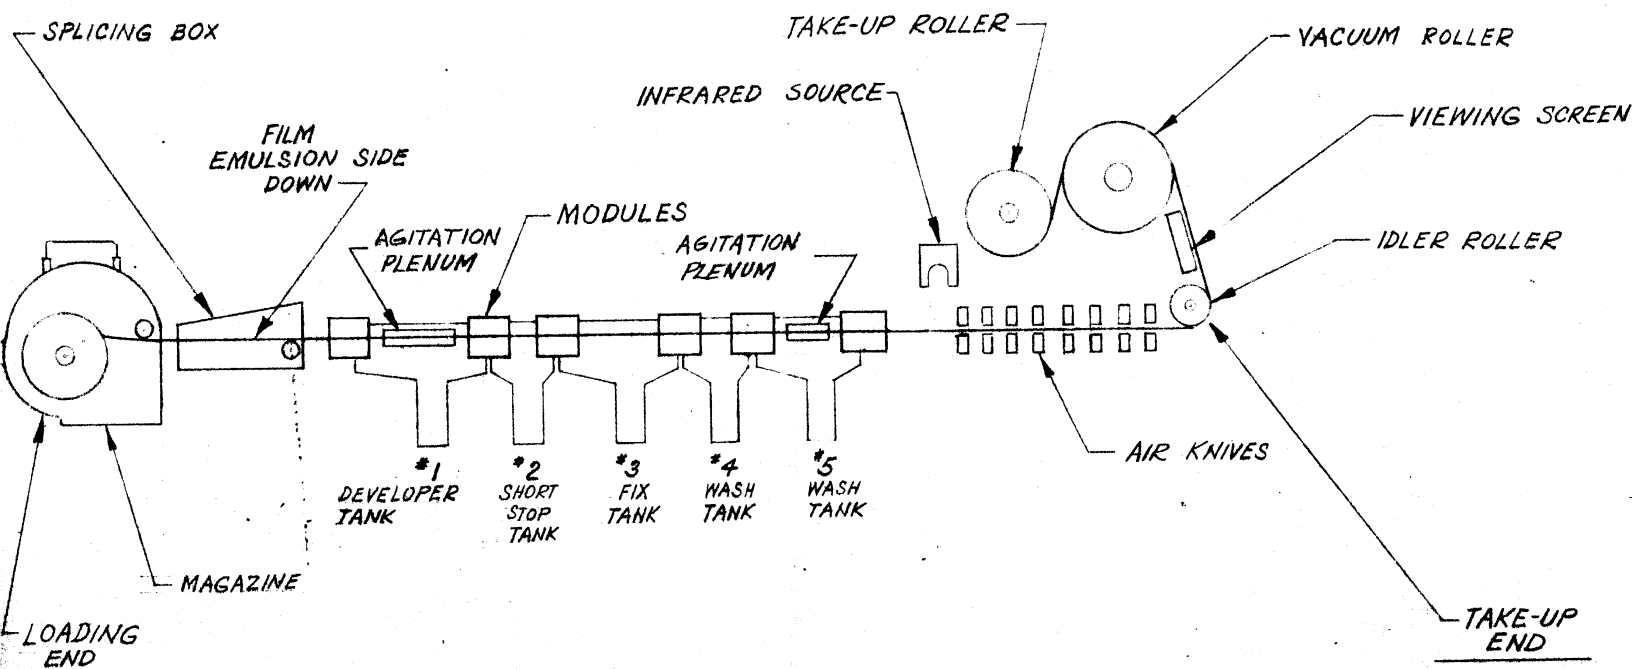 SPLICING BOX
TAKE-UP ROLLER
VACUUM ROLLER
INFRARED SOURCE
VIEWING SCREEN
FILM
EMULSION SIDE
DOWN
MODULES
AGITATION
PLENUM
AGITATION
PLENUM
IDLER ROLLER
AIR KNIVES
#1
DEVELOPER
TANK
#2
SHORT
STOP
TANK
#3
FIX
TANK
#4
WASH
TANK
#5
WASH
TANK
MAGAZINE
LOADING
END
TAKE-UP
END